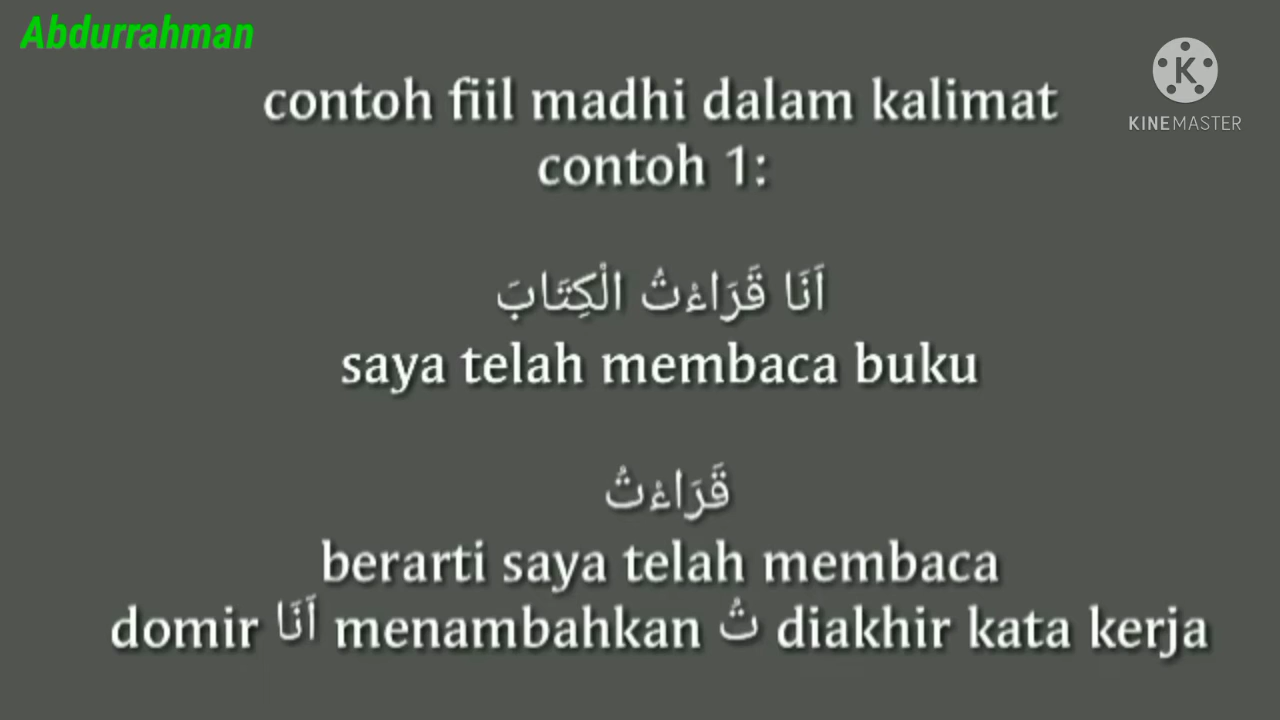 Abdurrahman
KINEMASTER
contoh fiil madhi dalam kalimat
contoh 1:
اَنَا قَرَاءْتُ الْكِتَابَ
saya telah membaca buku
قَرَاءْتُ
berarti saya telah membaca
domir اَنَا menambahkan تُ diakhir kata kerja